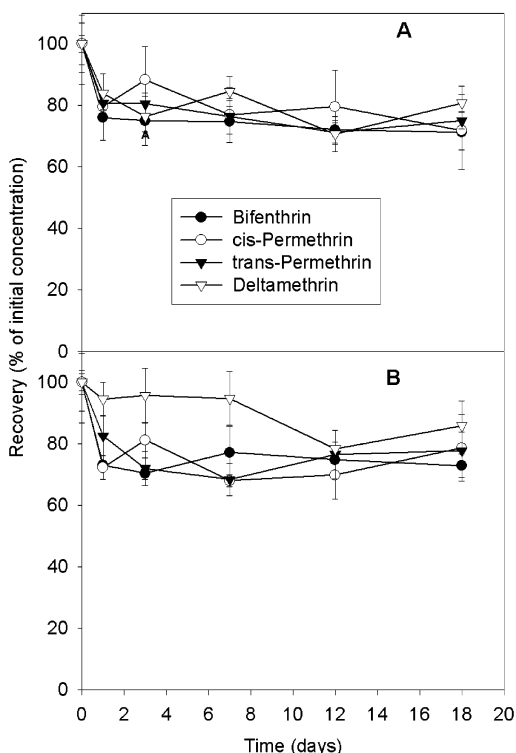 A
100
80
60
40
20
0
A
Bifenthrin
cis-Permethrin
trans-Permethrin
Deltamethrin
Recovery (% of initial concentration)
B
100
80
60
40
20
0
0 2 4 6 8 10 12 14 16 18 20
Time (days)